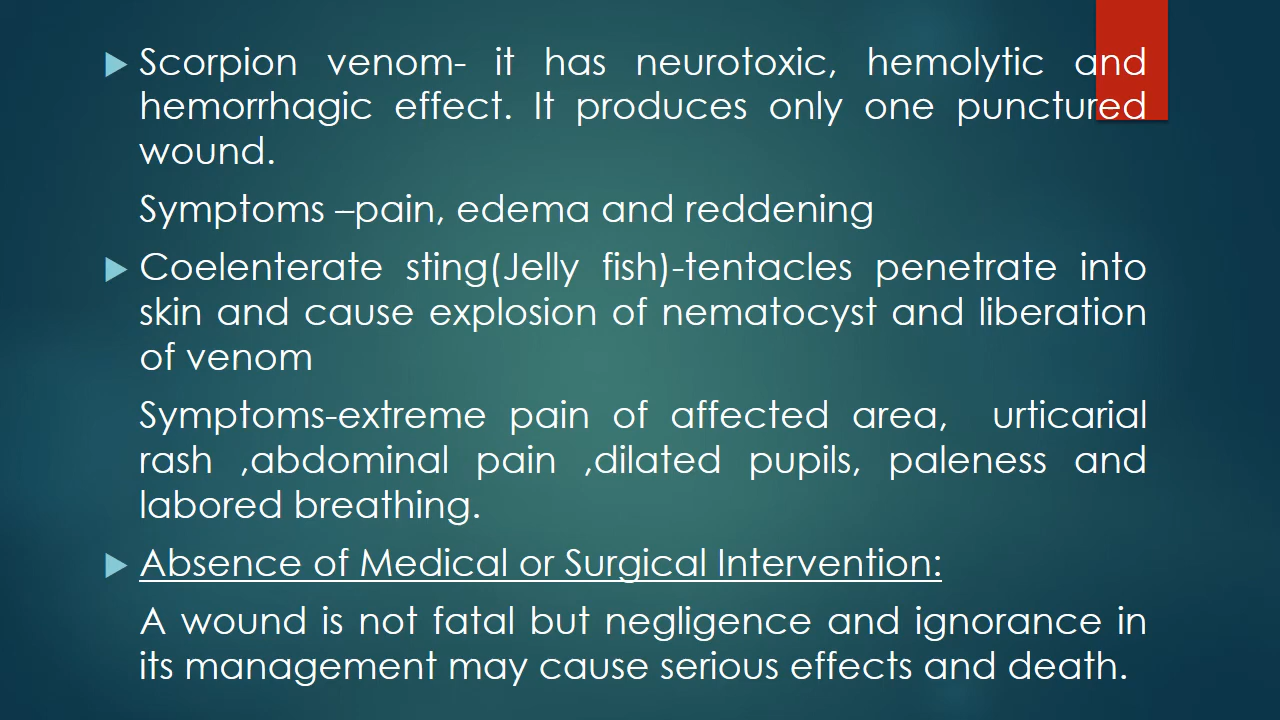 Scorpion venom- it has neurotoxic, hemolytic and
hemorrhagic effect. It produces only one punctured
wound.
Symptoms –pain, edema and reddening
Coelenterate sting(Jelly fish)-tentacles penetrate into
skin and cause explosion of nematocyst and liberation
of venom
Symptoms-extreme pain of affected area, urticarial
rash ,abdominal pain ,dilated pupils, paleness and
labored breathing.
Absence of Medical or Surgical Intervention:
A wound is not fatal but negligence and ignorance in
its management may cause serious effects and death.